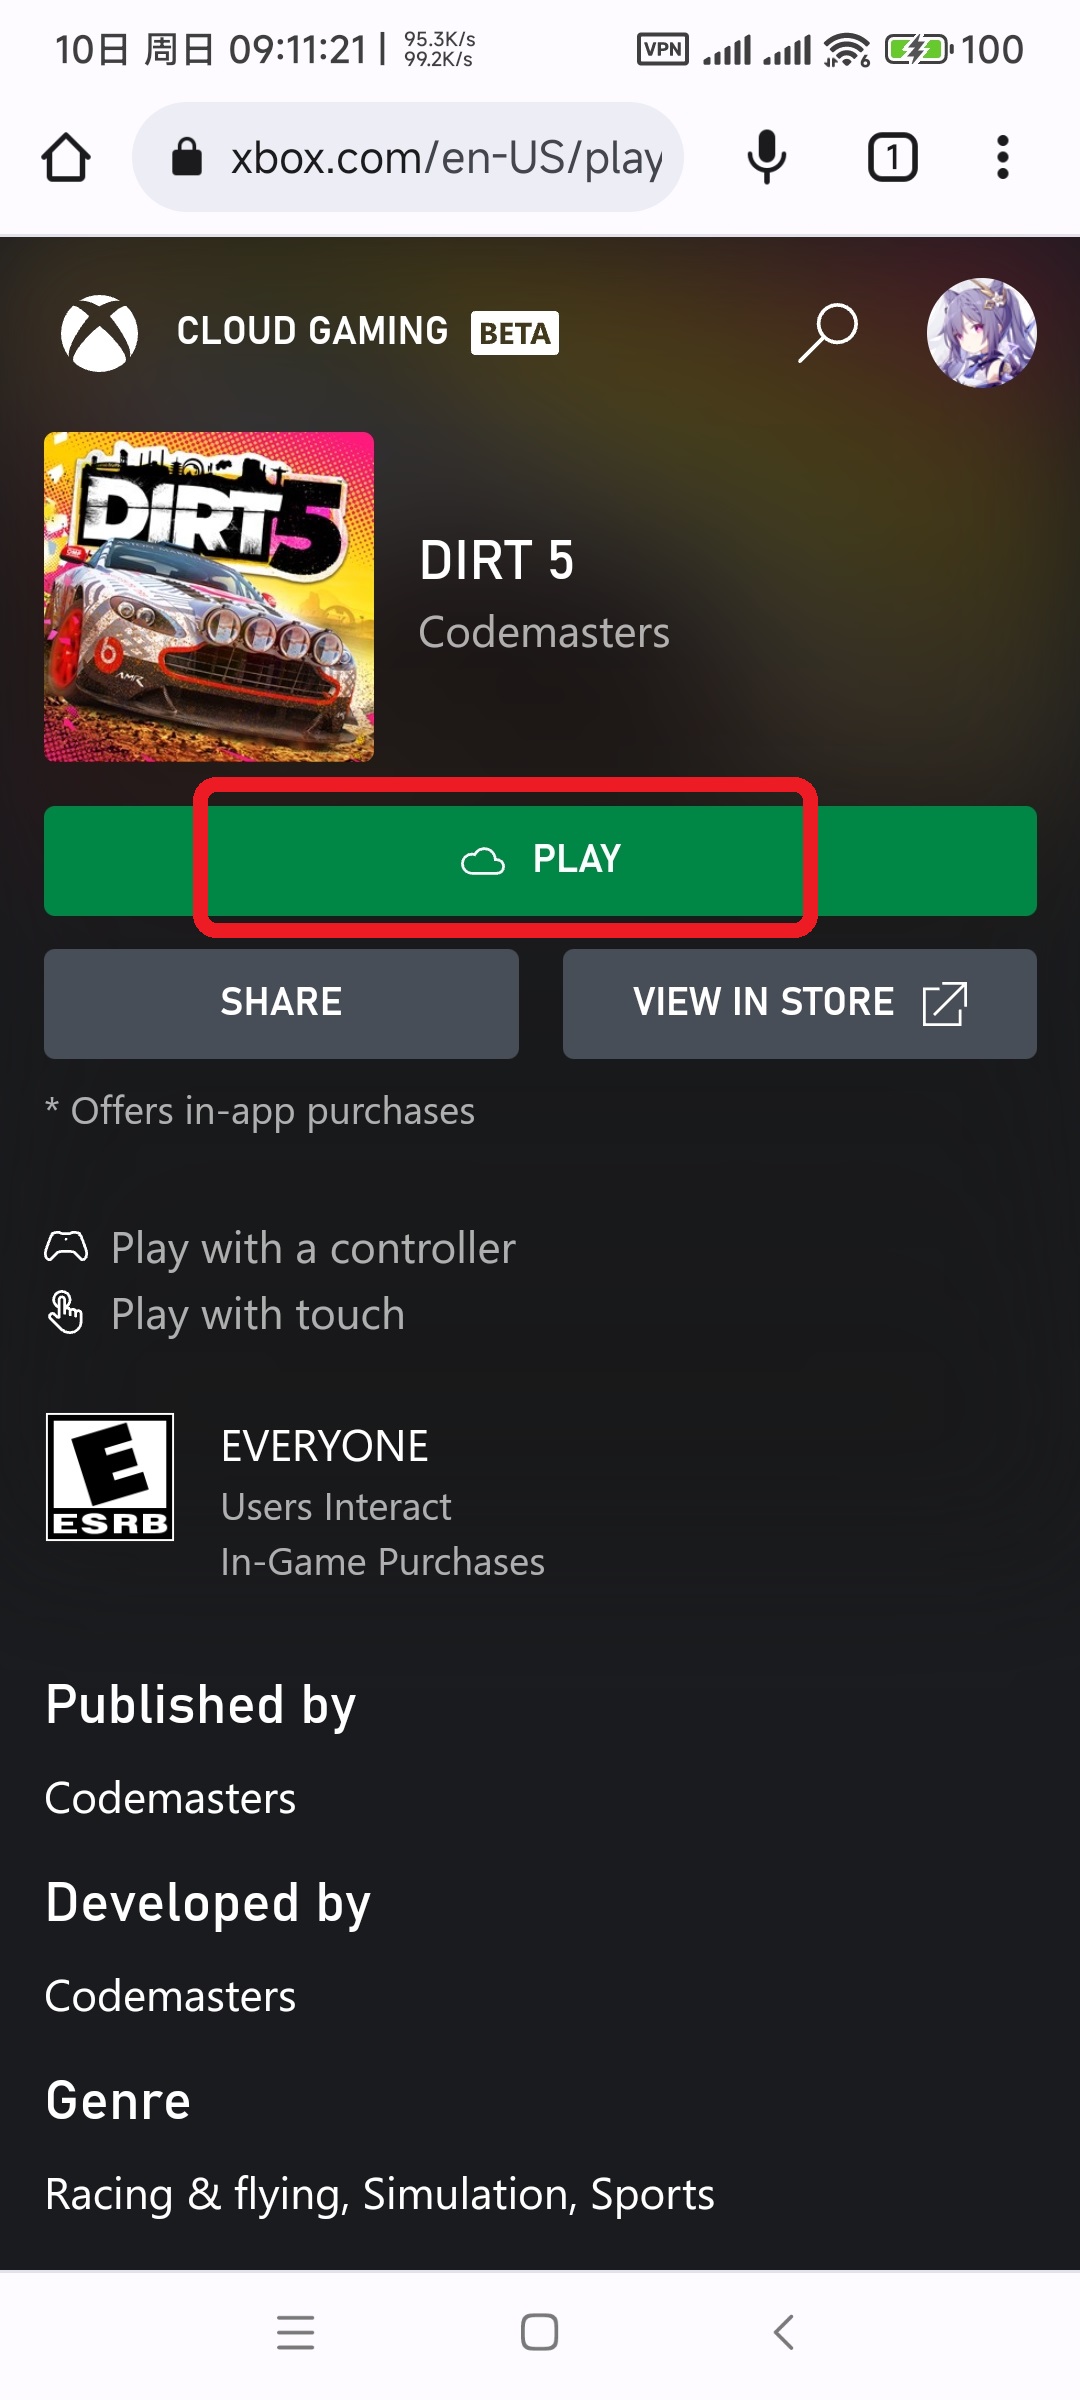 10日 周日 09:11:21 | 95.3K/s
99.2K/s
VPN 6 100
xbox.com/en-US/play
1
CLOUD GAMING BETA
DIRT 5
AMR
DIRT 5
Codemasters
PLAY
SHARE
VIEW IN STORE
* Offers in-app purchases
Play with a controller
Play with touch
E
ESRB
EVERYONE
Users Interact
In-Game Purchases
Published by
Codemasters
Developed by
Codemasters
Genre
Racing & flying, Simulation, Sports